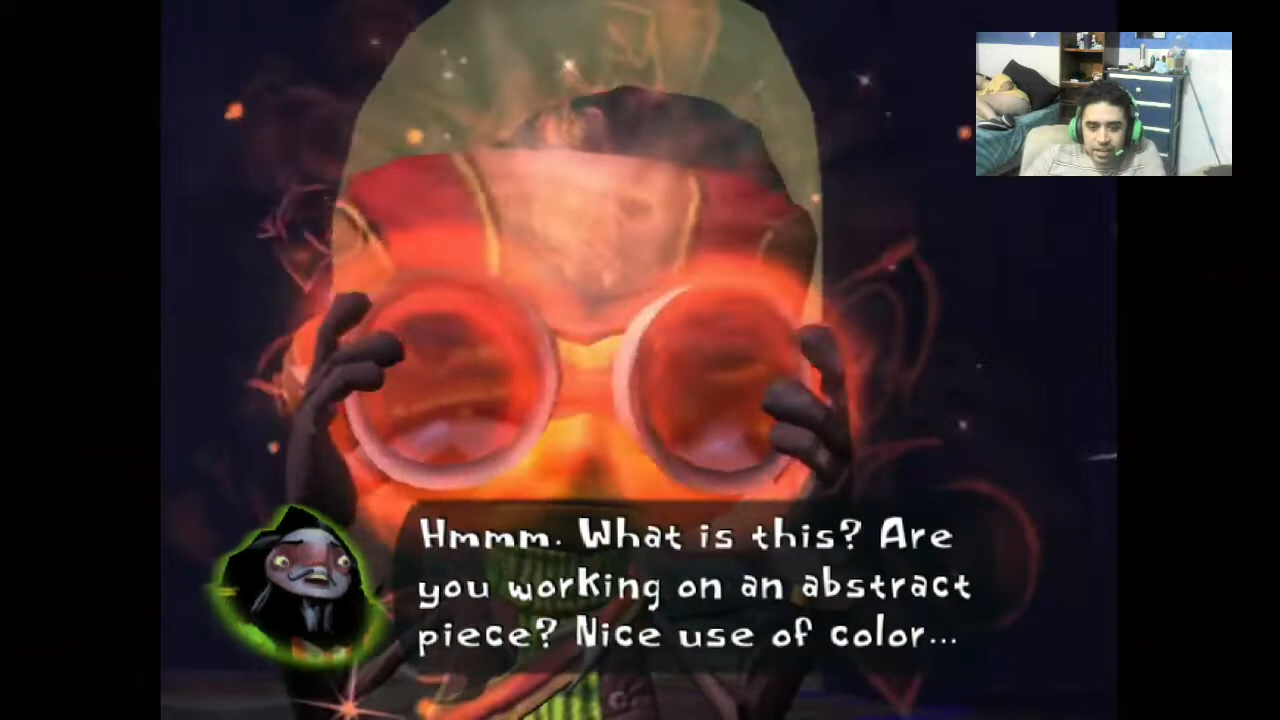 Hmmm. What is this? Are
you working on an abstract
piece? Nice use of color...